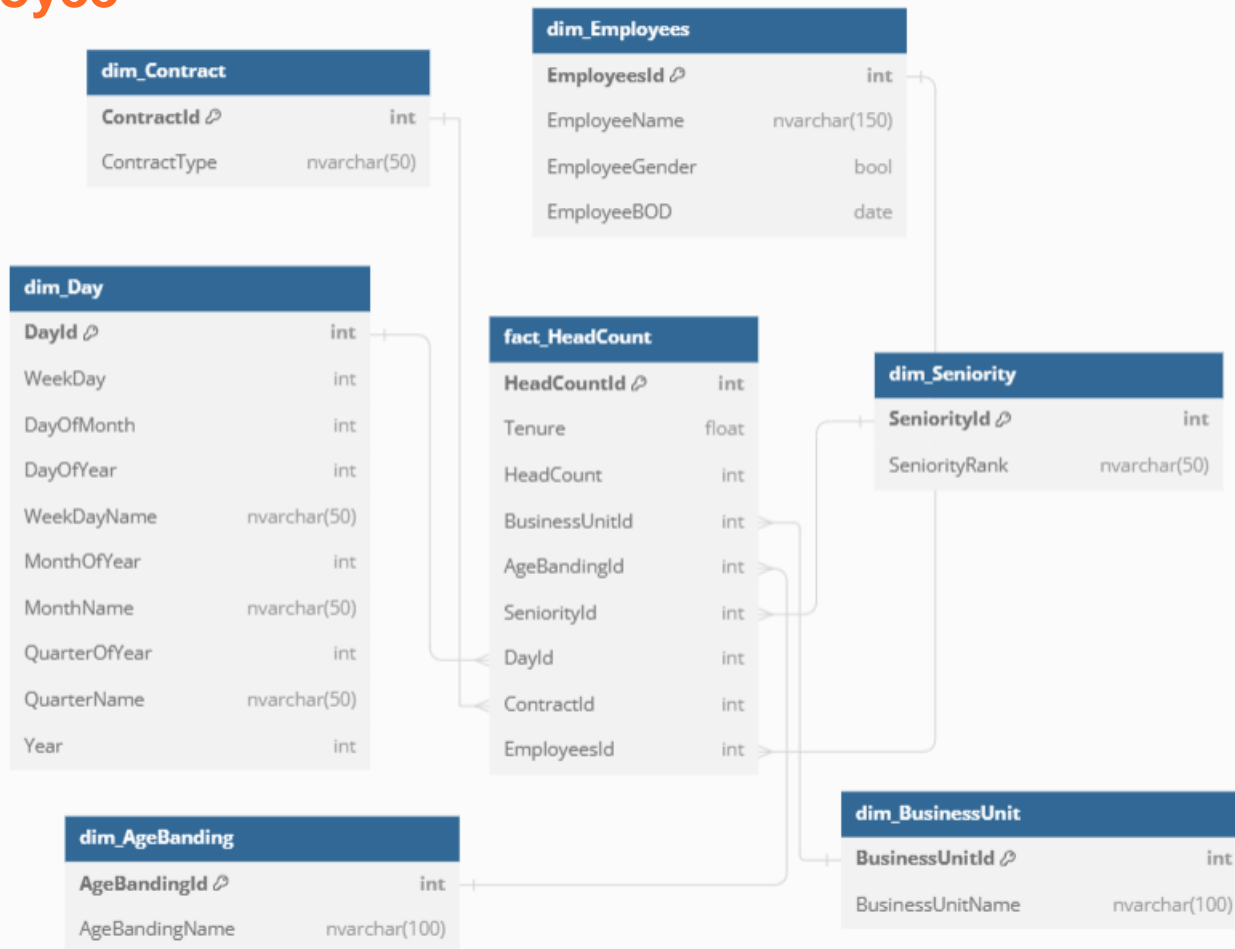 dim_Employees
EmployeesId int
EmployeeName nvarchar(150)
EmployeeGender bool
EmployeeBOD date
dim_Contract
ContractId int
ContractType nvarchar(50)
dim_Day
DayId int
WeekDay int
DayOfMonth int
DayOfYear int
WeekDayName nvarchar(50)
MonthOfYear int
MonthName nvarchar(50)
QuarterOfYear int
QuarterName nvarchar(50)
Year int
fact_HeadCount
HeadCountId int
Tenure float
HeadCount int
BusinessUnitId int
AgeBandingId int
SeniorityId int
DayId int
ContractId int
EmployeesId int
dim_Seniority
SeniorityId int
SeniorityRank nvarchar(50)
dim_BusinessUnit
BusinessUnitId int
BusinessUnitName nvarchar(100)
dim_AgeBanding
AgeBandingId int
AgeBandingName nvarchar(100)